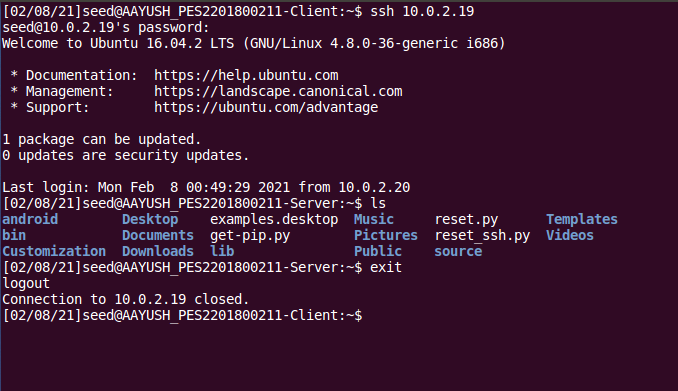 [02/08/21]seed@AAYUSH_PES2201800211-Client:~$ ssh 10.0.2.19
seed@10.0.2.19's password:
Welcome to Ubuntu 16.04.2 LTS (GNU/Linux 4.8.0-36-generic i686)

 * Documentation:  https://help.ubuntu.com
 * Management:     https://landscape.canonical.com
 * Support:        https://ubuntu.com/advantage

1 package can be updated.
0 updates are security updates.

Last login: Mon Feb  8 00:49:29 2021 from 10.0.2.20
[02/08/21]seed@AAYUSH_PES2201800211-Server:~$ ls
android        Desktop    examples.desktop  Music     reset.py      Templates
bin            Documents  get-pip.py        Pictures  reset_ssh.py  Videos
Customization  Downloads  lib               Public    source
[02/08/21]seed@AAYUSH_PES2201800211-Server:~$ exit
logout
Connection to 10.0.2.19 closed.
[02/08/21]seed@AAYUSH_PES2201800211-Client:~$